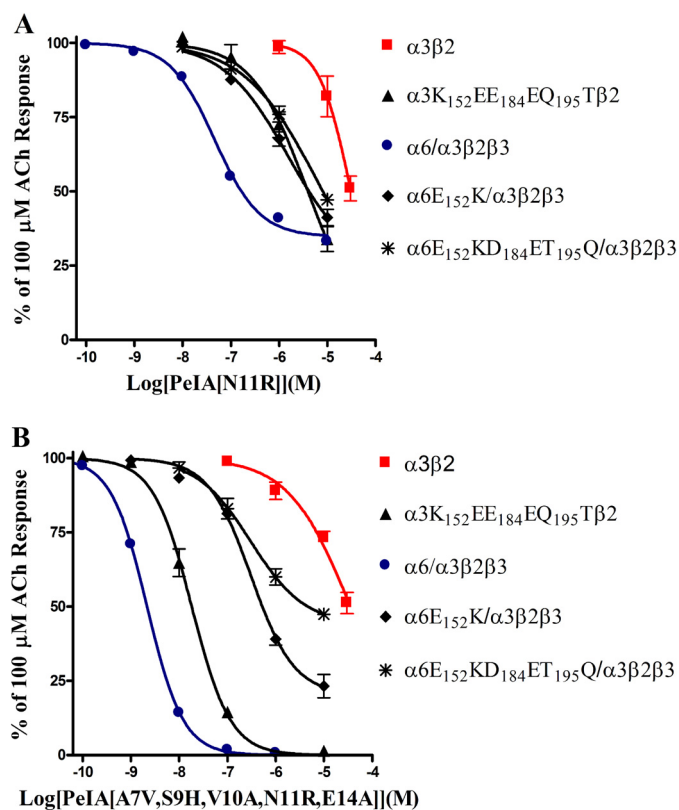 A
% of 100 μM ACh Response
100
75
50
25
0
-10 -9 -8 -7 -6 -5 -4
Log[PeIA[N11R]](M)
α3β2
α3K₁₅₂EE₁₈₄EQ₁₉₅Tβ2
α6/α3β2β3
α6E₁₅₂K/α3β2β3
α6E₁₅₂KD₁₈₄ET₁₉₅Q/α3β2β3
B
% of 100 μM ACh Response
100
75
50
25
0
-10 -9 -8 -7 -6 -5 -4
Log[PeIA[A7V,S9H,V10A,N11R,E14A]](M)
α3β2
α3K₁₅₂EE₁₈₄EQ₁₉₅Tβ2
α6/α3β2β3
α6E₁₅₂K/α3β2β3
α6E₁₅₂KD₁₈₄ET₁₉₅Q/α3β2β3